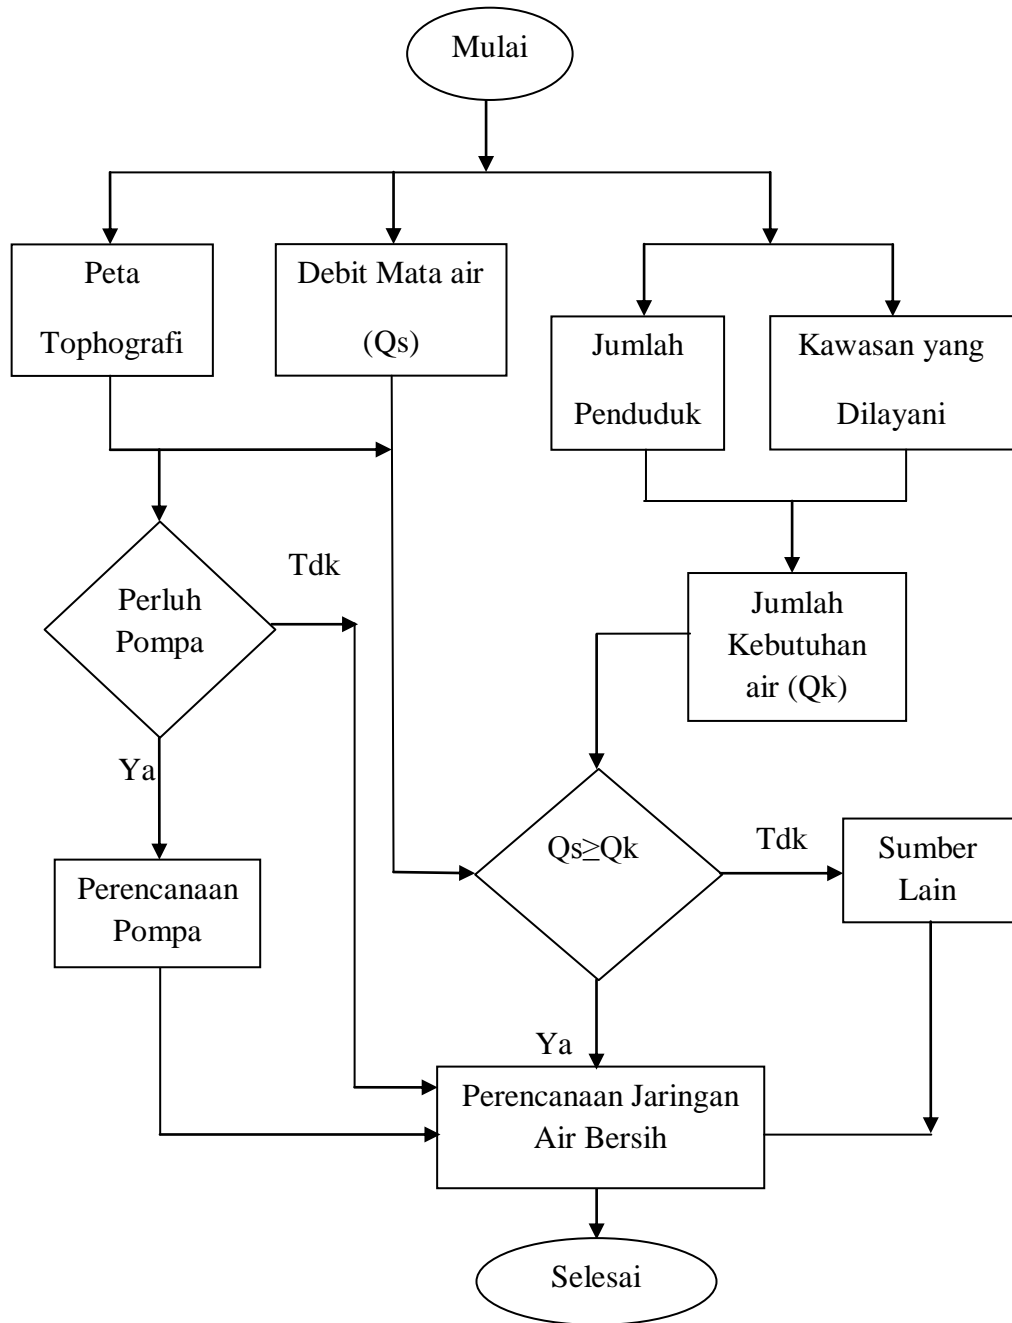 Mulai
Peta
Tophografi
Debit Mata air
(Qs)
Jumlah
Penduduk
Kawasan yang
Dilayani
Tdk
Perluh
Pompa
Jumlah
Kebutuhan
air (Qk)
Ya
Qs≥Qk
Tdk
Sumber
Lain
Perencanaan
Pompa
Ya
Perencanaan Jaringan
Air Bersih
Selesai